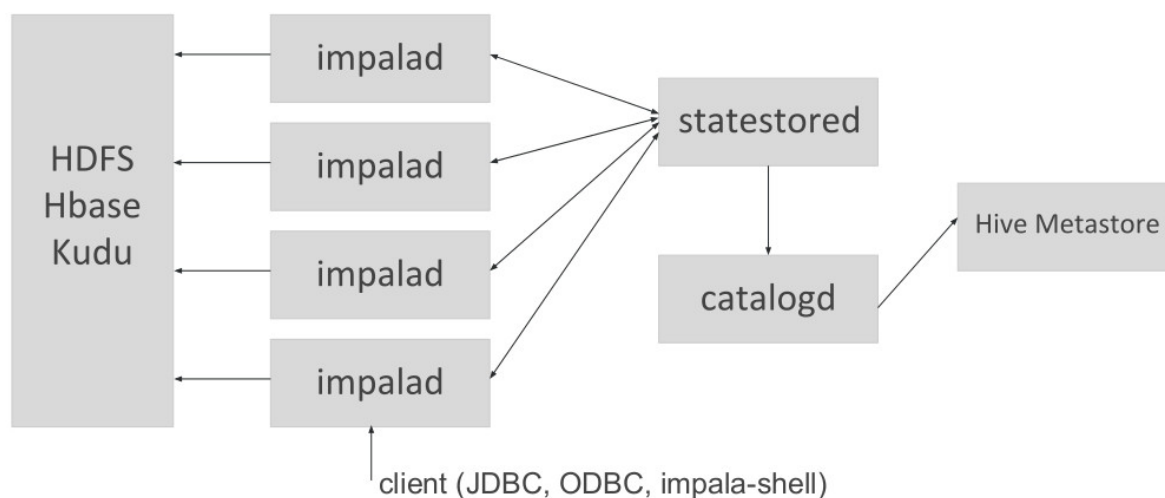 HDFS
Hbase
Kudu
impalad
impalad
impalad
impalad
statestored
catalogd
Hive Metastore
client (JDBC, ODBC, impala-shell)